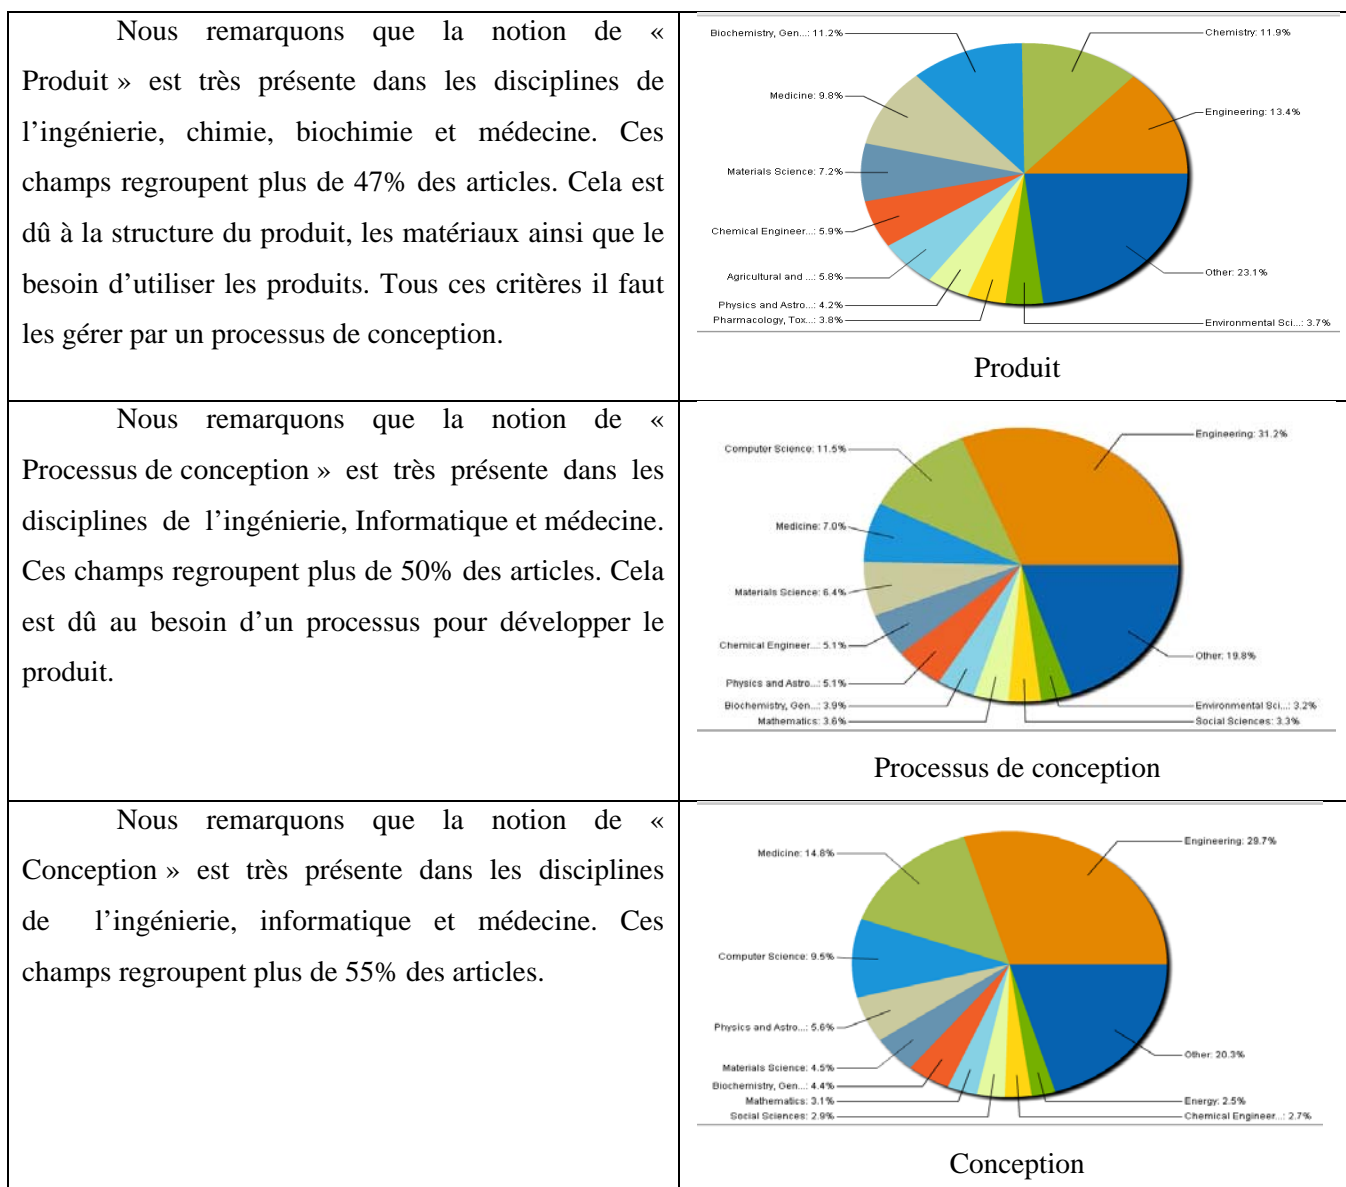 Nous remarquons que la notion de «
Produit » est très présente dans les disciplines de
l’ingénierie, chimie, biochimie et médecine. Ces
champs regroupent plus de 47% des articles. Cela est
dû à la structure du produit, les matériaux ainsi que le
besoin d’utiliser les produits. Tous ces critères il faut
les gérer par un processus de conception.
Biochemistry, Gen...: 11.2%
Chemistry: 11.9%
Medicine: 9.8%
Engineering: 13.4%
Materials Science: 7.2%
Chemical Engineer...: 5.9%
Agricultural and ...: 5.8%
Other: 23.1%
Physics and Astro...: 4.2%
Pharmacology, Tox...: 3.8%
Environmental Sci...: 3.7%
Produit
Nous remarquons que la notion de «
Processus de conception » est très présente dans les
disciplines de l’ingénierie, Informatique et médecine.
Ces champs regroupent plus de 50% des articles. Cela
est dû au besoin d’un processus pour développer le
produit.
Engineering: 31.2%
Computer Science: 11.5%
Medicine: 7.0%
Materials Science: 6.4%
Chemical Engineer...: 5.1%
Other: 19.8%
Physics and Astro...: 5.1%
Biochemistry, Gen...: 3.9%
Environmental Sci...: 3.2%
Mathematics: 3.6%
Social Sciences: 3.3%
Processus de conception
Nous remarquons que la notion de «
Conception » est très présente dans les disciplines
de l’ingénierie, informatique et médecine. Ces
champs regroupent plus de 55% des articles.
Engineering: 29.7%
Medicine: 14.8%
Computer Science: 9.5%
Physics and Astro...: 5.6%
Other: 20.3%
Materials Science: 4.5%
Biochemistry, Gen...: 4.4%
Mathematics: 3.1%
Energy: 2.5%
Social Sciences: 2.9%
Chemical Engineer...: 2.7%
Conception